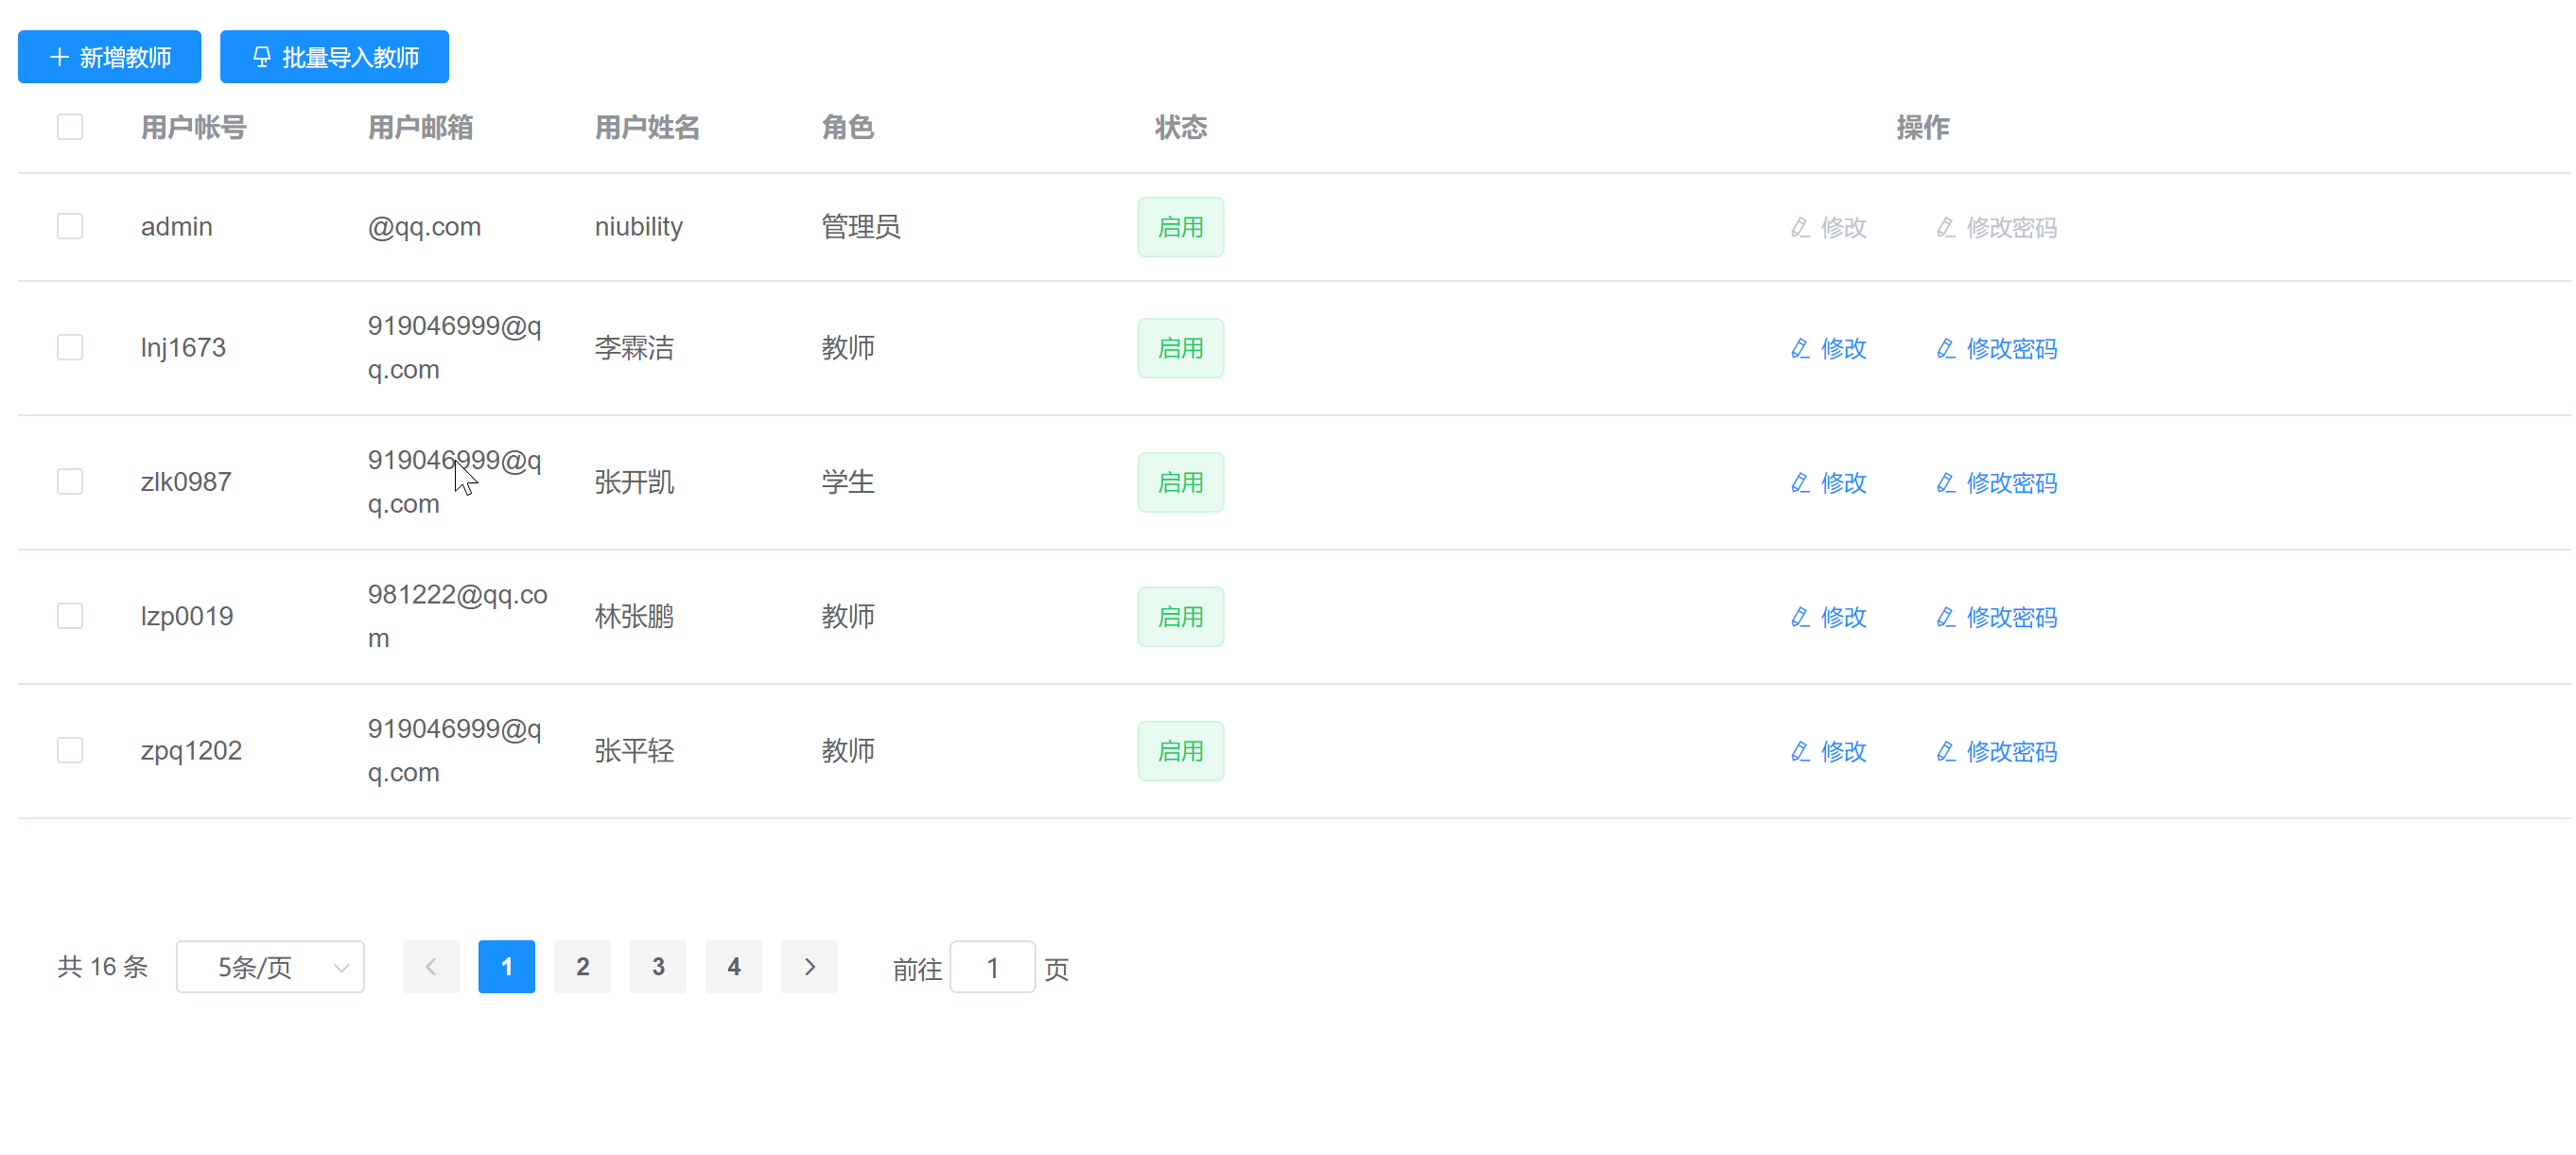 新增教师 批量导入教师
用户帐号 用户邮箱 用户姓名 角色 状态 操作
admin @qq.com niubility 管理员 启用 修改 修改密码
lnj1673 919046999@q
q.com 李霖洁 教师 启用 修改 修改密码
zlk0987 919046999@q
q.com 张开凯 学生 启用 修改 修改密码
lzp0019 981222@qq.co
m 林张鹏 教师 启用 修改 修改密码
zpq1202 919046999@q
q.com 张平轻 教师 启用 修改 修改密码
共 16 条 5条/页 1 2 3 4 前往 1 页